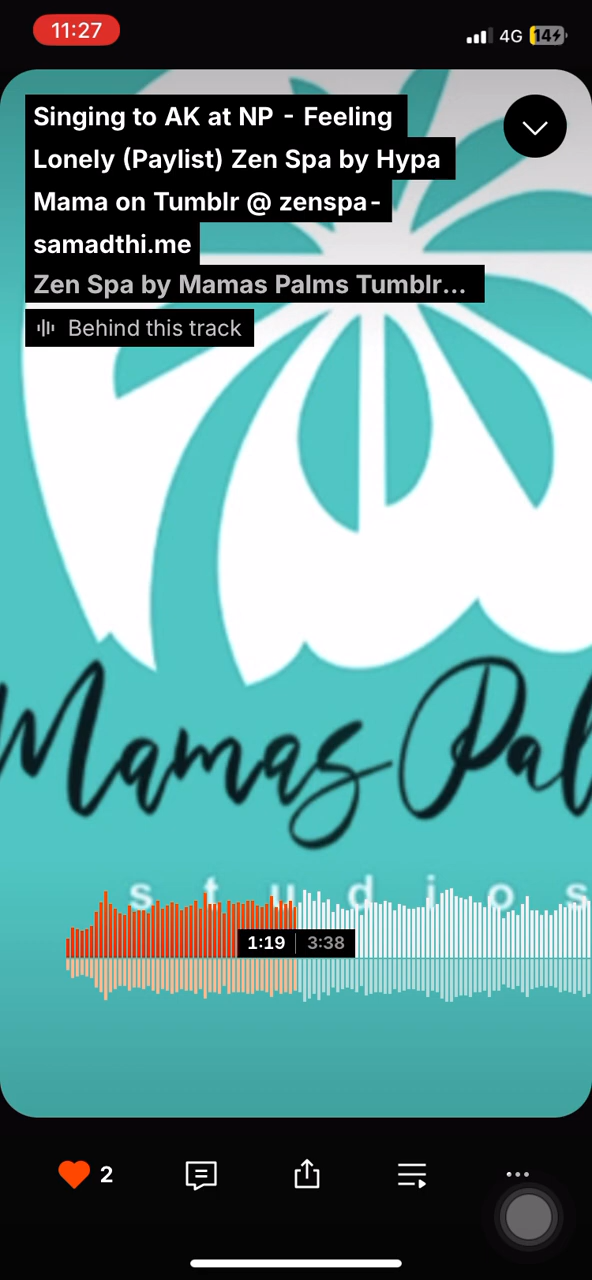 11:27
4G 14
Singing to AK at NP - Feeling
Lonely (Paylist) Zen Spa by Hypa
Mama on Tumblr @ zenspa-
samadthi.me
Zen Spa by Mamas Palms Tumblr...
Behind this track
Mamas Pal
studios
1:19 3:38
2